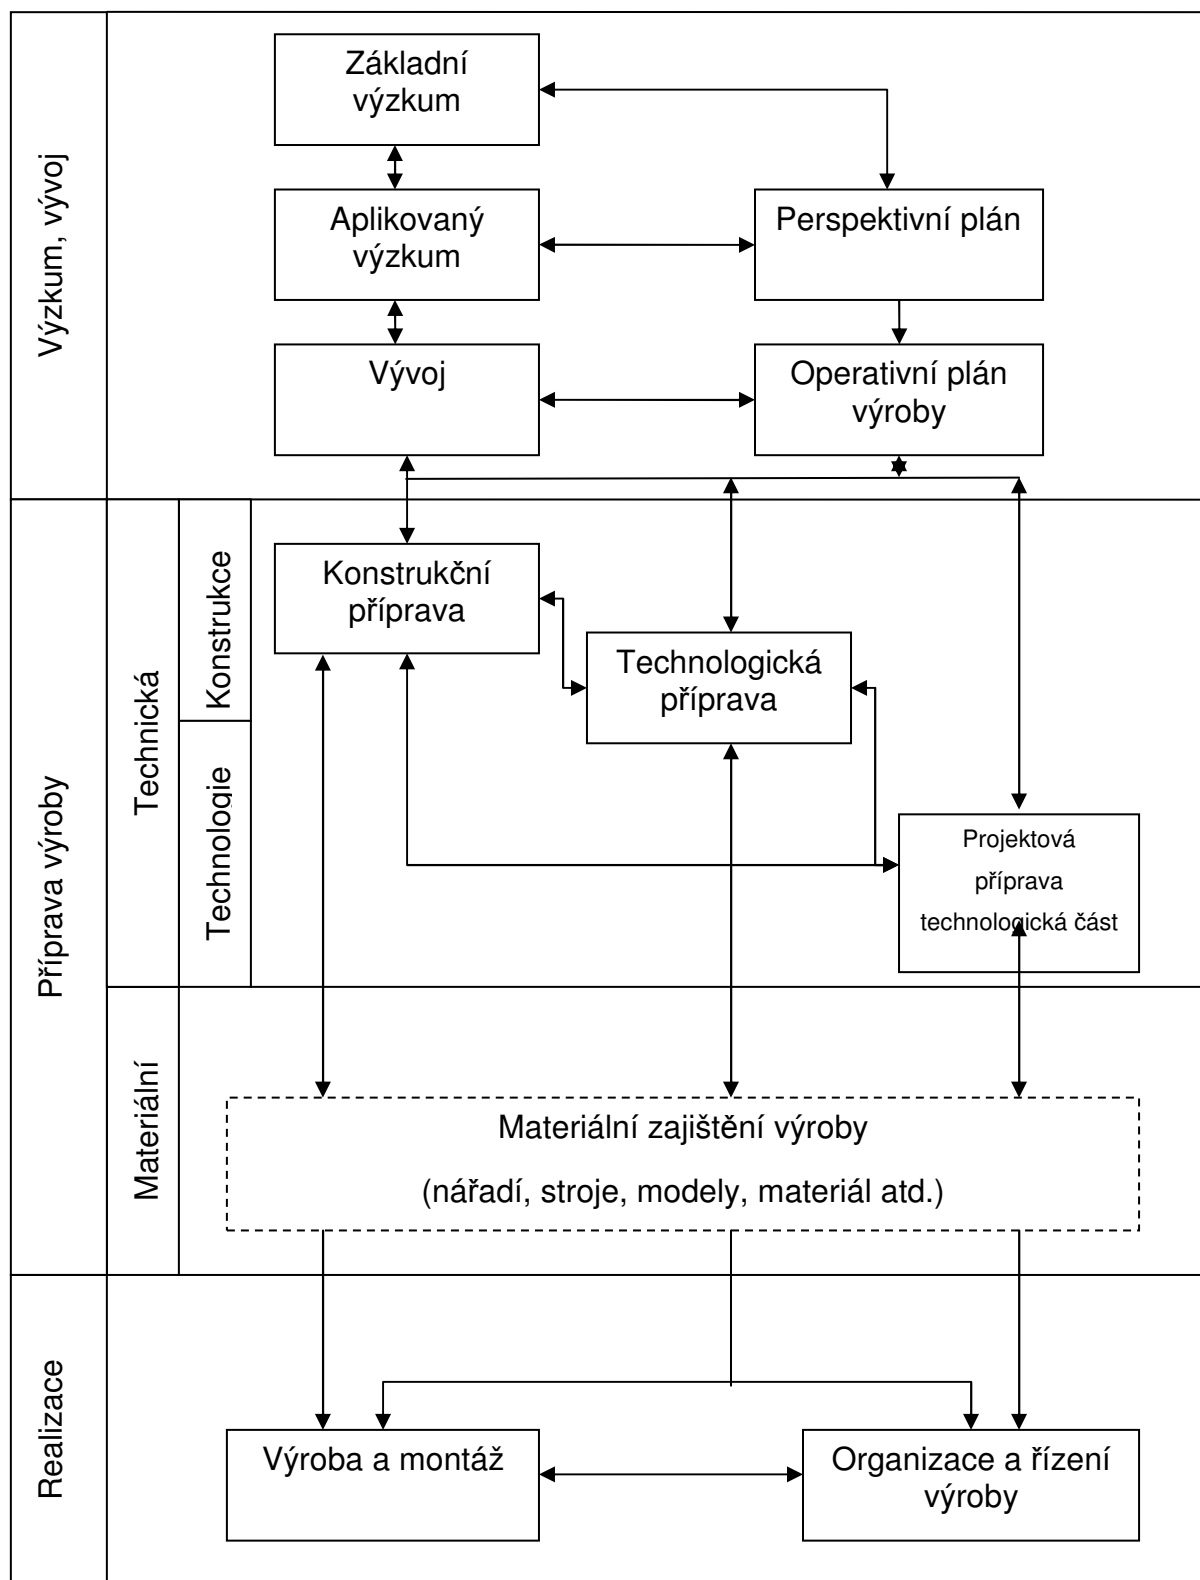 Výzkum, vývoj
Základní
výzkum
Aplikovaný
výzkum
Perspektivní plán
Vývoj
Operativní plán
výroby
Příprava výroby
Technická
Konstrukce
Konstrukční
příprava
Technologická
příprava
Technologie
Projektová
příprava
technologická část
Materiální
Materiální zajištění výroby
(nářadí, stroje, modely, materiál atd.)
Realizace
Výroba a montáž
Organizace a řízení
výroby